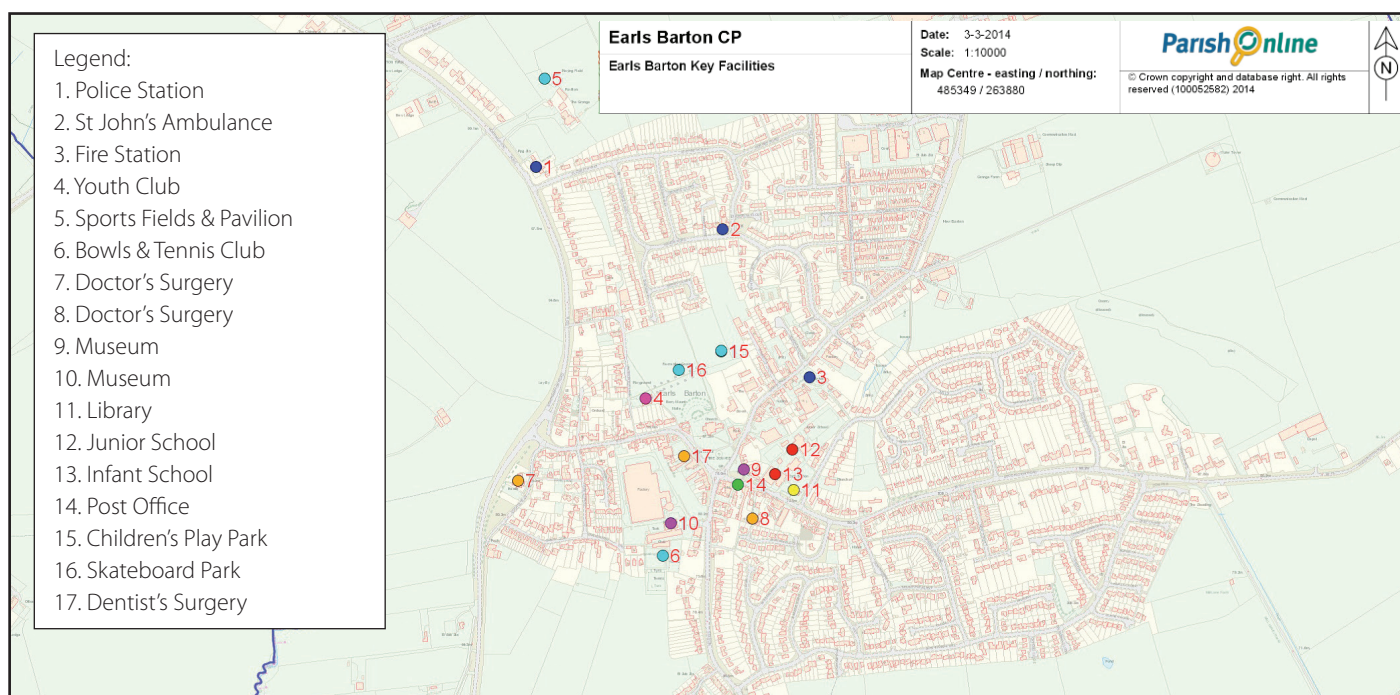 Legend:
1. Police Station
2. St John's Ambulance
3. Fire Station
4. Youth Club
5. Sports Fields & Pavilion
6. Bowls & Tennis Club
7. Doctor's Surgery
8. Doctor's Surgery
9. Museum
10. Museum
11. Library
12. Junior School
13. Infant School
14. Post Office
15. Children's Play Park
16. Skateboard Park
17. Dentist's Surgery
Earls Barton CP
Earls Barton Key Facilities
Date: 3-3-2014
Scale: 1:10000
Map Centre - easting / northing:
485349 / 263880
Parish Online
© Crown copyright and database right. All rights
reserved (100052582) 2014
N
5
1
2
15
16
3
4
Earls Barton
12
17
9
13
7
14
11
8
10
6